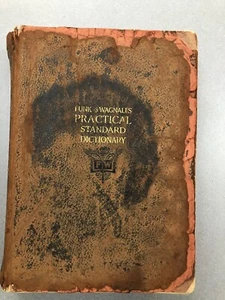 FUNK & WAGNALLS
PRACTICAL
STANDARD
DICTIONARY
F W